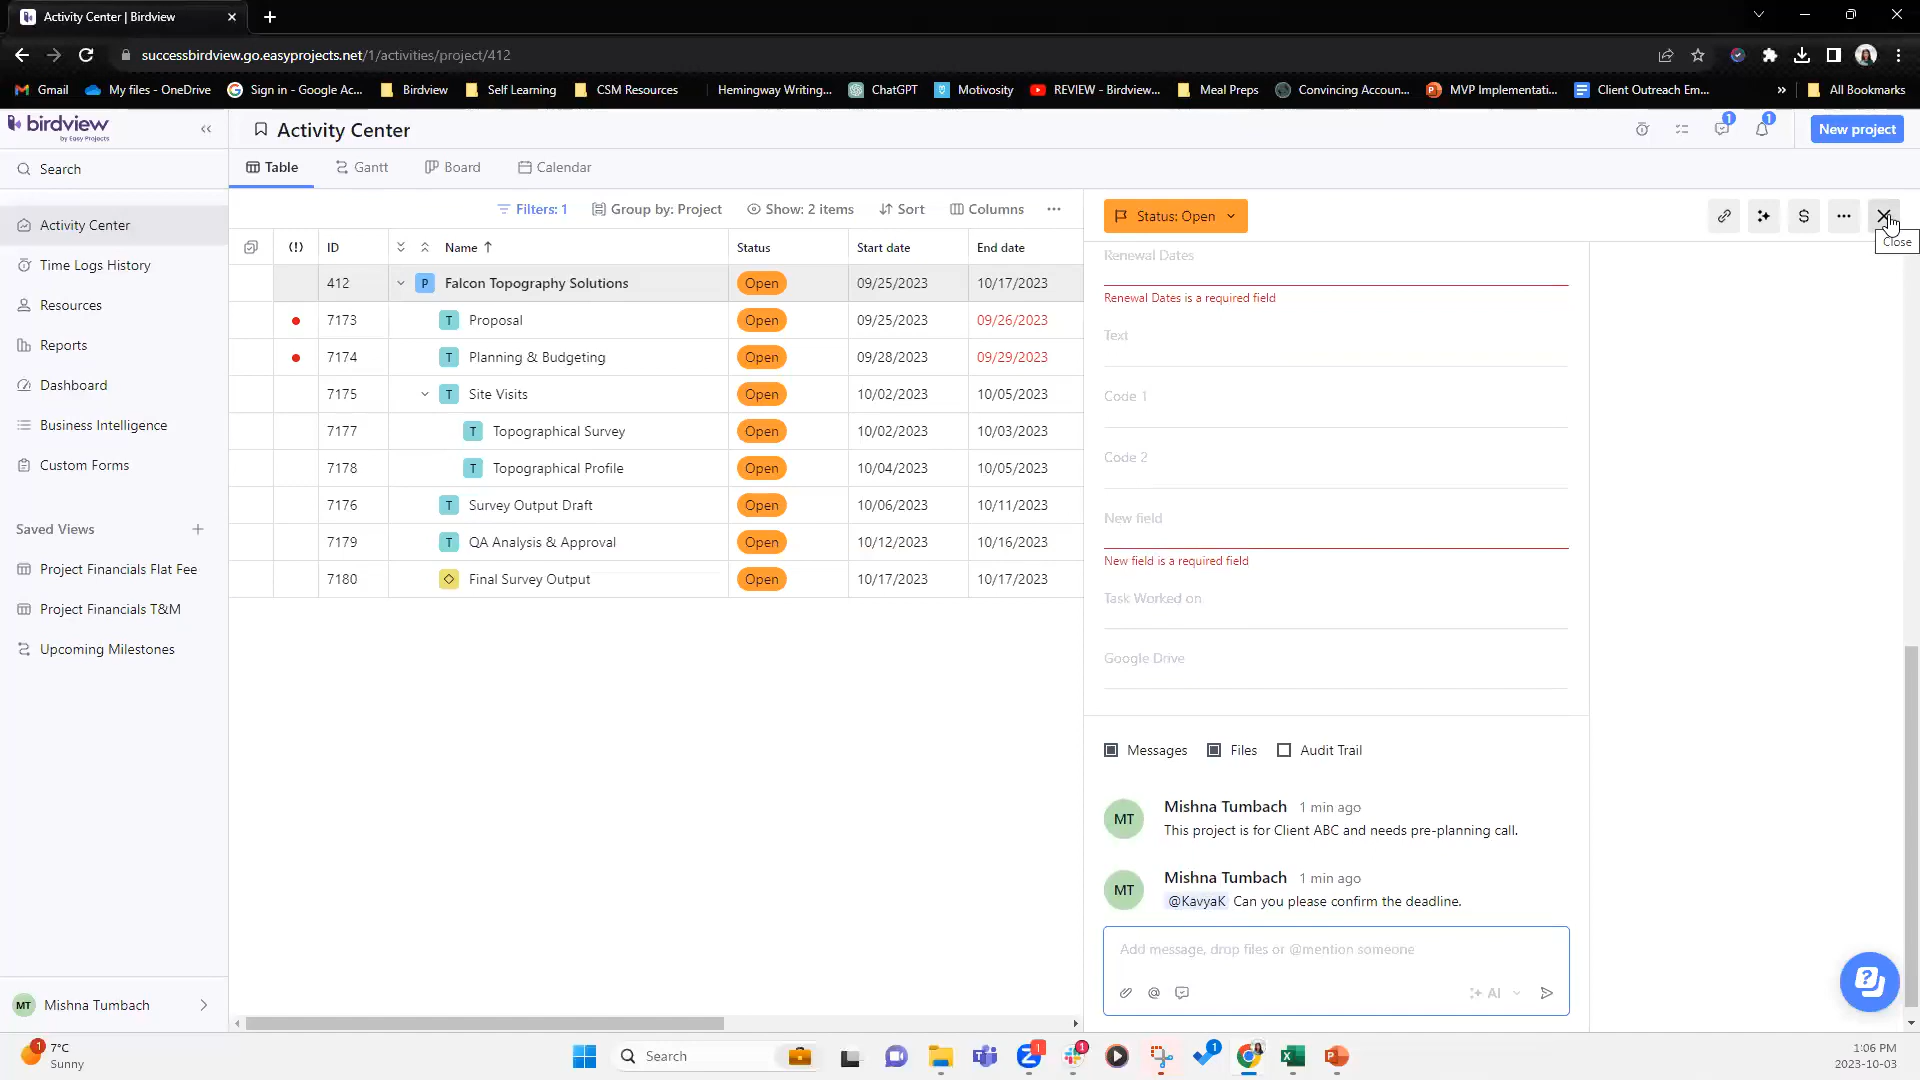 Activity Center | Birdview
successbirdview.go.easyprojects.net/1/activities/project/412
Gmail
My files - OneDrive
Sign in - Google Ac...
Birdview
Self Learning
CSM Resources
Hemingway Writing...
ChatGPT
Motivosity
REVIEW - Birdview...
Meal Preps
Convincing Accoun...
MVP Implementati...
Client Outreach Em...
»
All Bookmarks
birdview
by Easy Projects
Activity Center
1
1
New project
Search
Table
Gantt
Board
Calendar
Activity Center
Time Logs History
Resources
Reports
Dashboard
Business Intelligence
Custom Forms
Saved Views
Project Financials Flat Fee
Project Financials T&M
Upcoming Milestones
MT Mishna Tumbach
Filters: 1
Group by: Project
Show: 2 items
Sort
Columns
(!) ID Name Status Start date End date
412 P Falcon Topography Solutions Open 09/25/2023 10/17/2023
7173 T Proposal Open 09/25/2023 09/26/2023
7174 T Planning & Budgeting Open 09/28/2023 09/29/2023
7175 T Site Visits Open 10/02/2023 10/05/2023
7177 T Topographical Survey Open 10/02/2023 10/03/2023
7178 T Topographical Profile Open 10/04/2023 10/05/2023
7176 T Survey Output Draft Open 10/06/2023 10/11/2023
7179 T QA Analysis & Approval Open 10/12/2023 10/16/2023
7180 Final Survey Output Open 10/17/2023 10/17/2023
Status: Open
$
Close
Renewal Dates
Renewal Dates is a required field
Text
Code 1
Code 2
New field
New field is a required field
Task Worked on
Google Drive
Messages Files Audit Trail
MT
Mishna Tumbach 1 min ago
This project is for Client ABC and needs pre-planning call.
MT
Mishna Tumbach 1 min ago
@KavyaK Can you please confirm the deadline.
Add message, drop files or @mention someone
AI
1
7°C
Sunny
Search
1
1
1
1:06 PM
2023-10-03